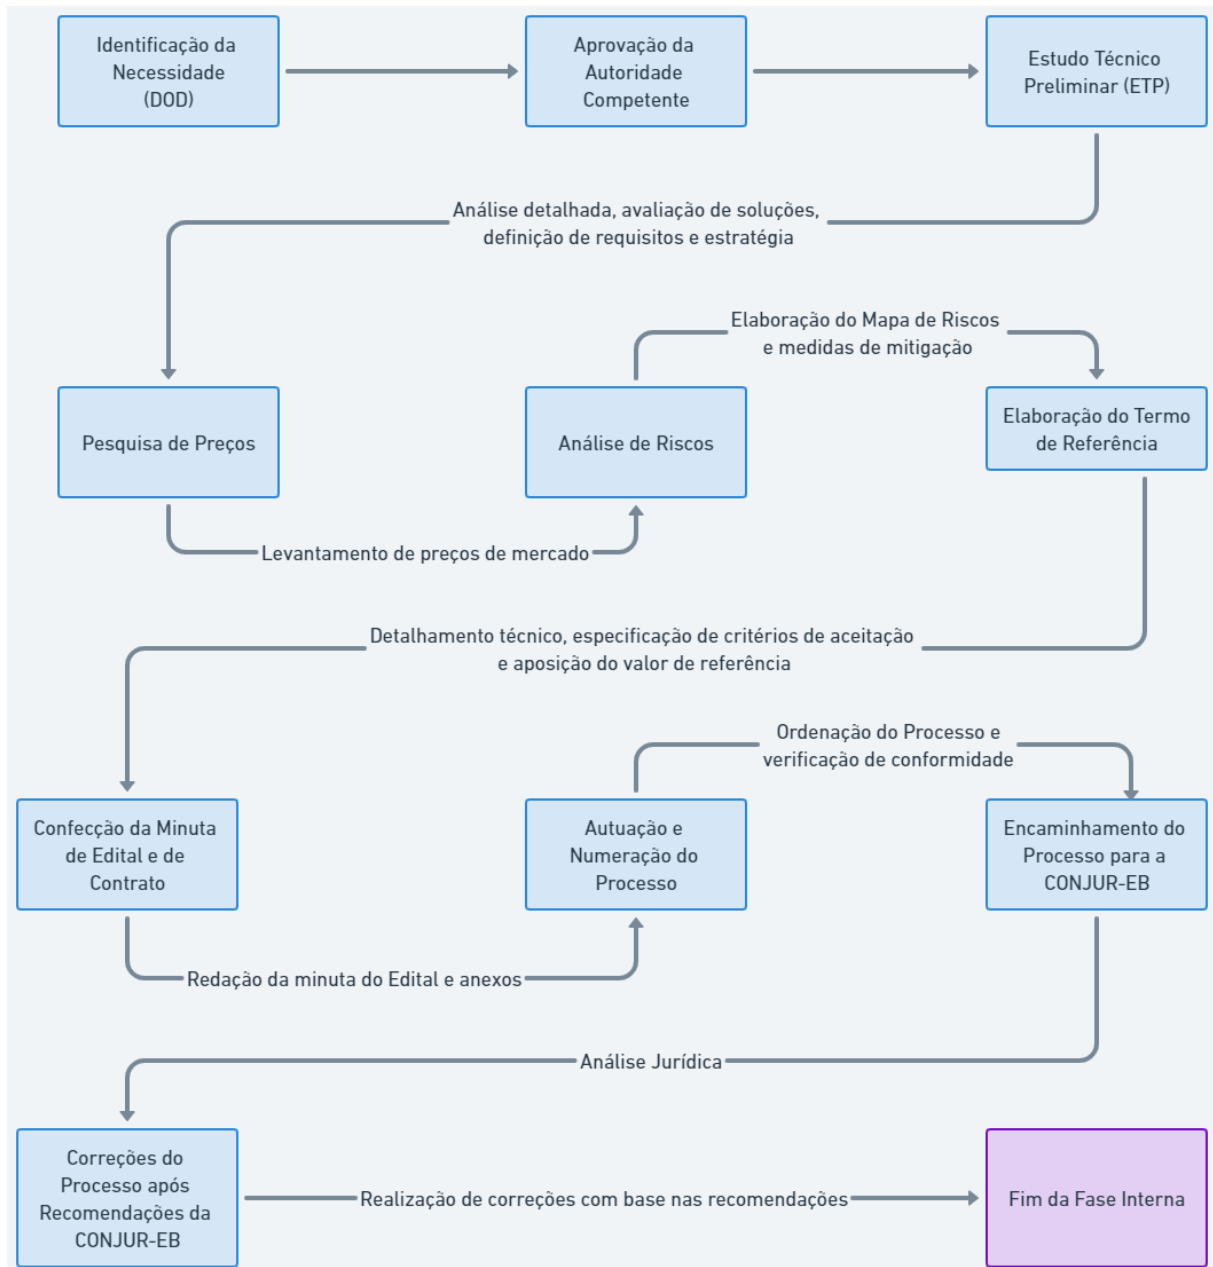 Identificação da
Necessidade
(DOD)
Aprovação da
Autoridade
Competente
Estudo Técnico
Preliminar (ETP)
Análise detalhada, avaliação de soluções,
definição de requisitos e estratégia
Elaboração do Mapa de Riscos
e medidas de mitigação
Pesquisa de Preços
Análise de Riscos
Elaboração do Termo
de Referência
Levantamento de preços de mercado
Detalhamento técnico, especificação de critérios de aceitação
e aposição do valor de referência
Ordenação do Processo e
verificação de conformidade
Confecção da Minuta
de Edital e de
Contrato
Autuação e
Numeração do
Processo
Encaminhamento do
Processo para a
CONJUR-EB
Redação da minuta do Edital e anexos
Análise Jurídica
Correções do
Processo após
Recomendações da
CONJUR-EB
Realização de correções com base nas recomendações
Fim da Fase Interna